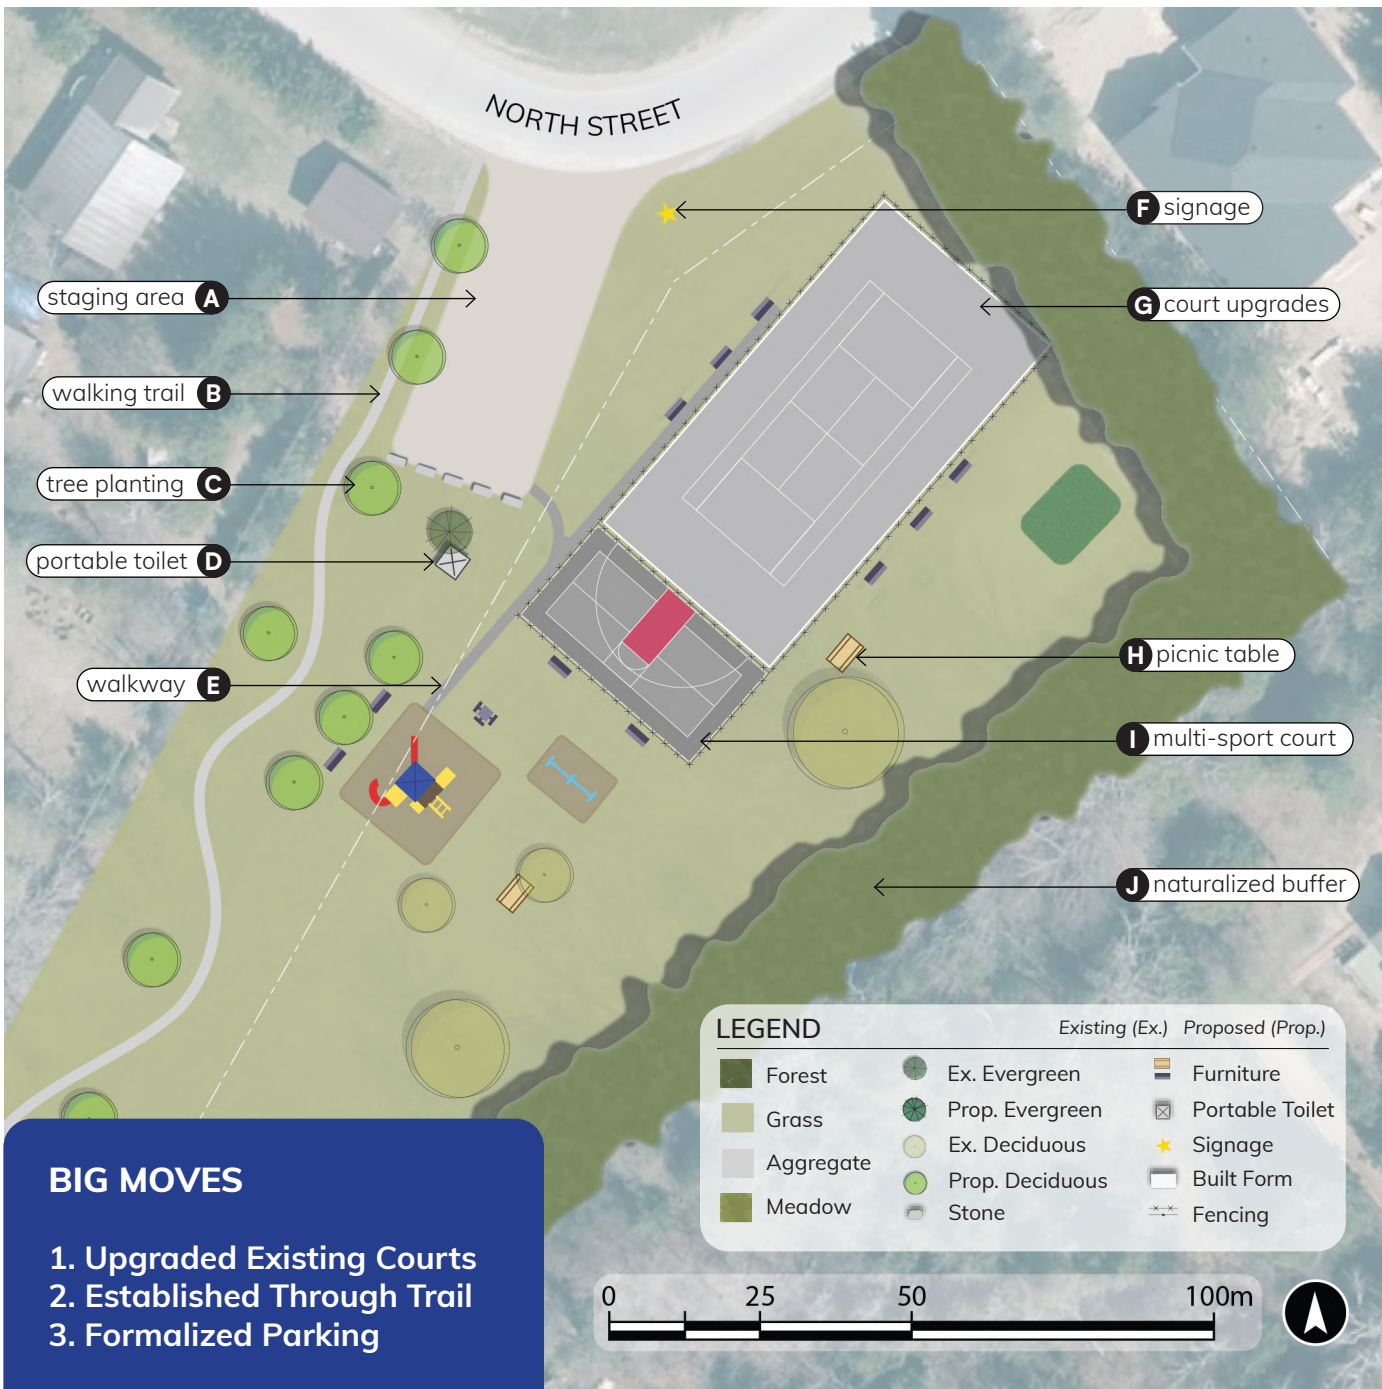 NORTH STREET
A staging area
B walking trail
C tree planting
D portable toilet
E walkway
F signage
G court upgrades
H picnic table
I multi-sport court
J naturalized buffer
LEGEND
Existing (Ex.) Proposed (Prop.)
Forest
Grass
Aggregate
Meadow
Ex. Evergreen
Prop. Evergreen
Ex. Deciduous
Prop. Deciduous
Stone
Furniture
Portable Toilet
Signage
Built Form
Fencing
BIG MOVES
1. Upgraded Existing Courts
2. Established Through Trail
3. Formalized Parking
0 25 50 100m